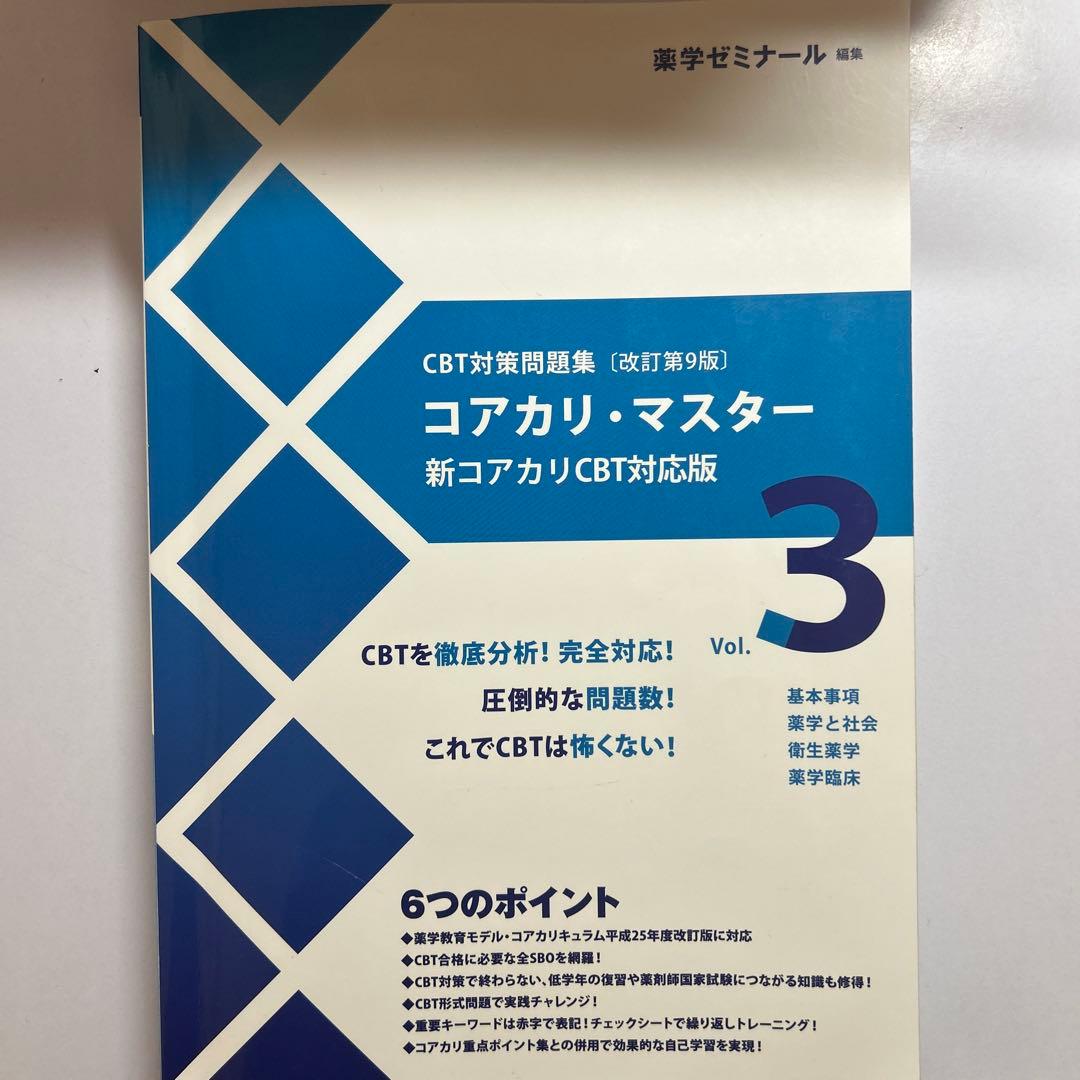 薬学ゼミナール 編集
CBT対策問題集〔改訂第9版〕
コアカリ・マスター
新コアカリCBT対応版
Vol. 3
CBTを徹底分析！完全対応！
圧倒的な問題数！
これでCBTは怖くない！
基本事項
薬学と社会
衛生薬学
薬学臨床
6つのポイント
◆薬学教育モデル・コアカリキュラム平成25年度改訂版に対応
◆CBT合格に必要な全SBOを網羅！
◆CBT対策で終わらない、低学年の復習や薬剤師国家試験につながる知識も修得！
◆CBT形式問題で実践チャレンジ！
◆重要キーワードは赤字で表記！チェックシートで繰り返しトレーニング！
◆コアカリ重点ポイント集との併用で効果的な自己学習を実現！